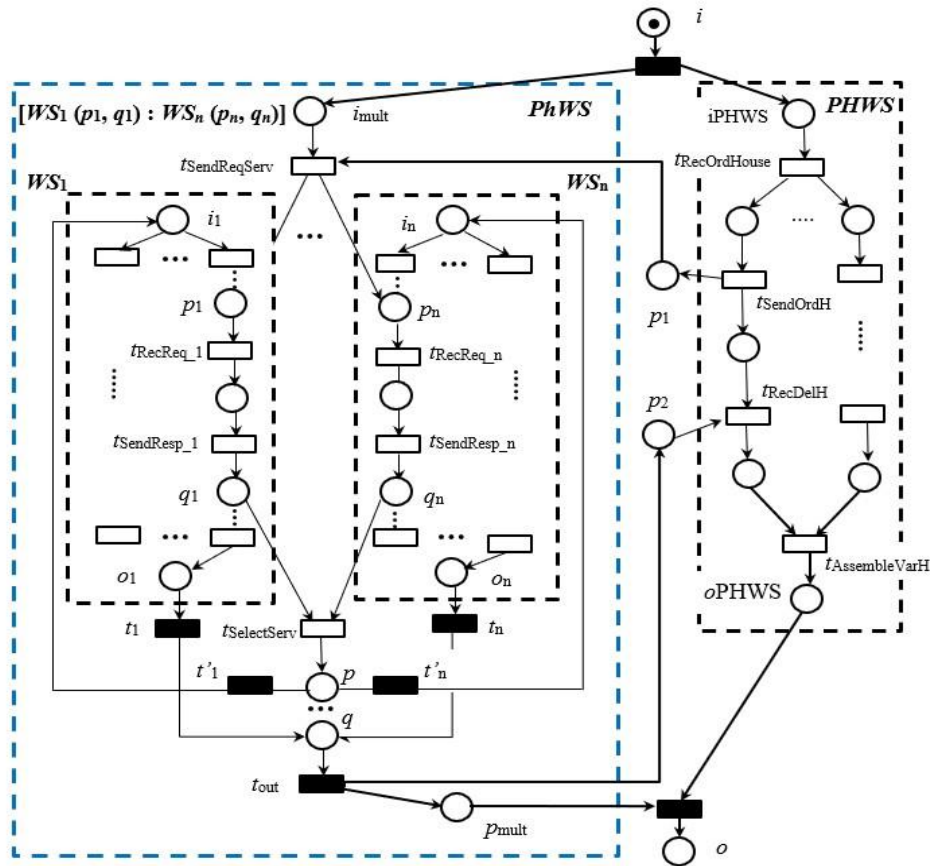 i
[WS1 (p1, q1) : WSn (pn, qn)]
imult
PhWS
iPHWS
PHWS
tSendReqServ
tRecOrdHouse
WS1
WSn
i1
...
in
....
... ...
p1
pn
p1
tSendOrdH
tRecReq_1
tRecReq_n
p2
tRecDelH
tSendResp_1
tSendResp_n
q1
qn
... ...
o1
on
tAssembleVarH
oPHWS
t1
tSelectServ
tn
t'1
p
t'n
...
q
tout
pmult
o